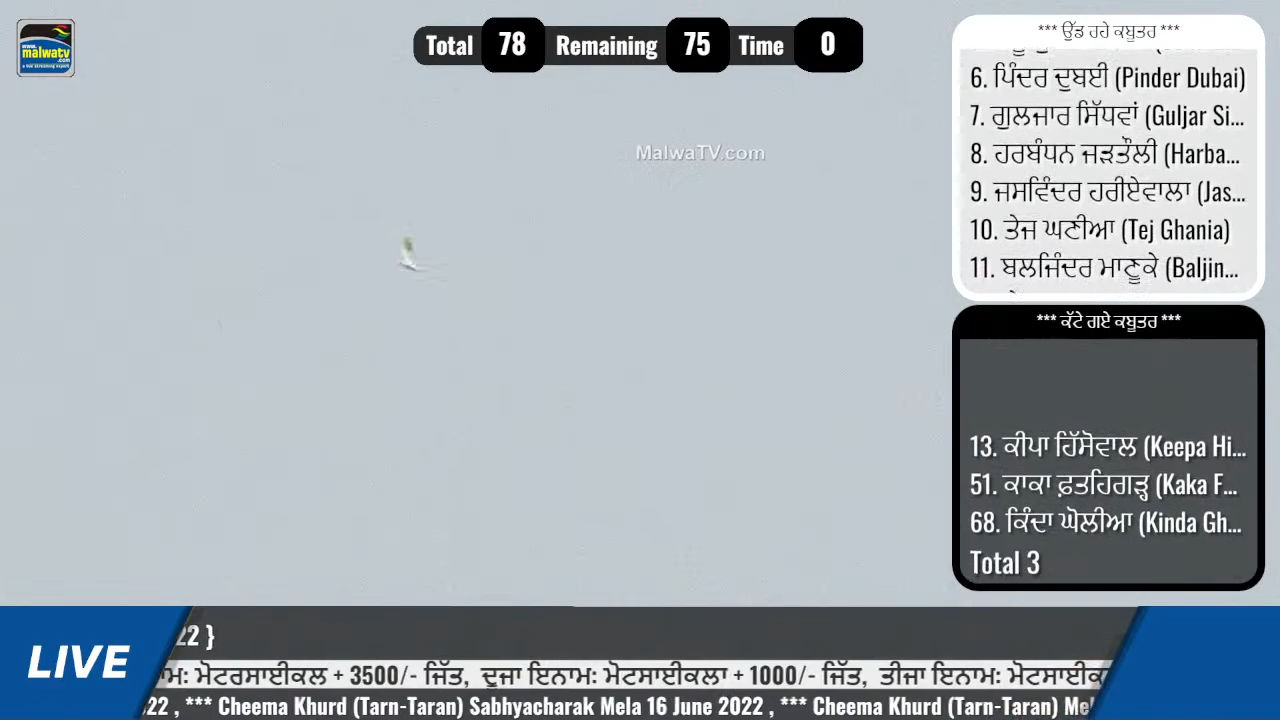 www.
malwatv
.com
Total 78 Remaining 75 Time 0
MalwaTV.com
*** ਉੱਡ ਰਹੇ ਕਬੂਤਰ ***
6. ਪਿੰਦਰ ਦੁਬਈ (Pinder Dubai)
7. ਗੁਲਜਾਰ ਸਿੱਧਵਾਂ (Guljar Si...
8. ਹਰਬੰਧਨ ਜੜਤੌਲੀ (Harba...
9. ਜਸਵਿੰਦਰ ਹਰੀਏਵਾਲਾ (Jas...
10. ਤੇਜ ਘਣੀਆ (Tej Ghania)
11. ਬਲਜਿੰਦਰ ਮਾਣੂਕੇ (Baljin...
*** ਕੱਟੇ ਗਏ ਕਬੂਤਰ ***
13. ਕੀਪਾ ਹਿੱਸੋਵਾਲ (Keepa Hi...
51. ਕਾਕਾ ਫ਼ਤਹਿਗੜ੍ਹ (Kaka F...
68. ਕਿੰਦਾ ਘੋਲੀਆ (Kinda Gh...
Total 3
LIVE
22 }
ਾਮ: ਮੋਟਰਸਾਈਕਲ + 3500/- ਜਿੱਤ, ਦੂਜਾ ਇਨਾਮ: ਮੋਟਸਾਈਕਲਾ + 1000/- ਜਿੱਤ, ਤੀਜਾ ਇਨਾਮ: ਮੋਟਸਾਈਕ
22 , *** Cheema Khurd (Tarn-Taran) Sabhyacharak Mela 16 June 2022 , *** Cheema Khurd (Tarn-Taran) Me